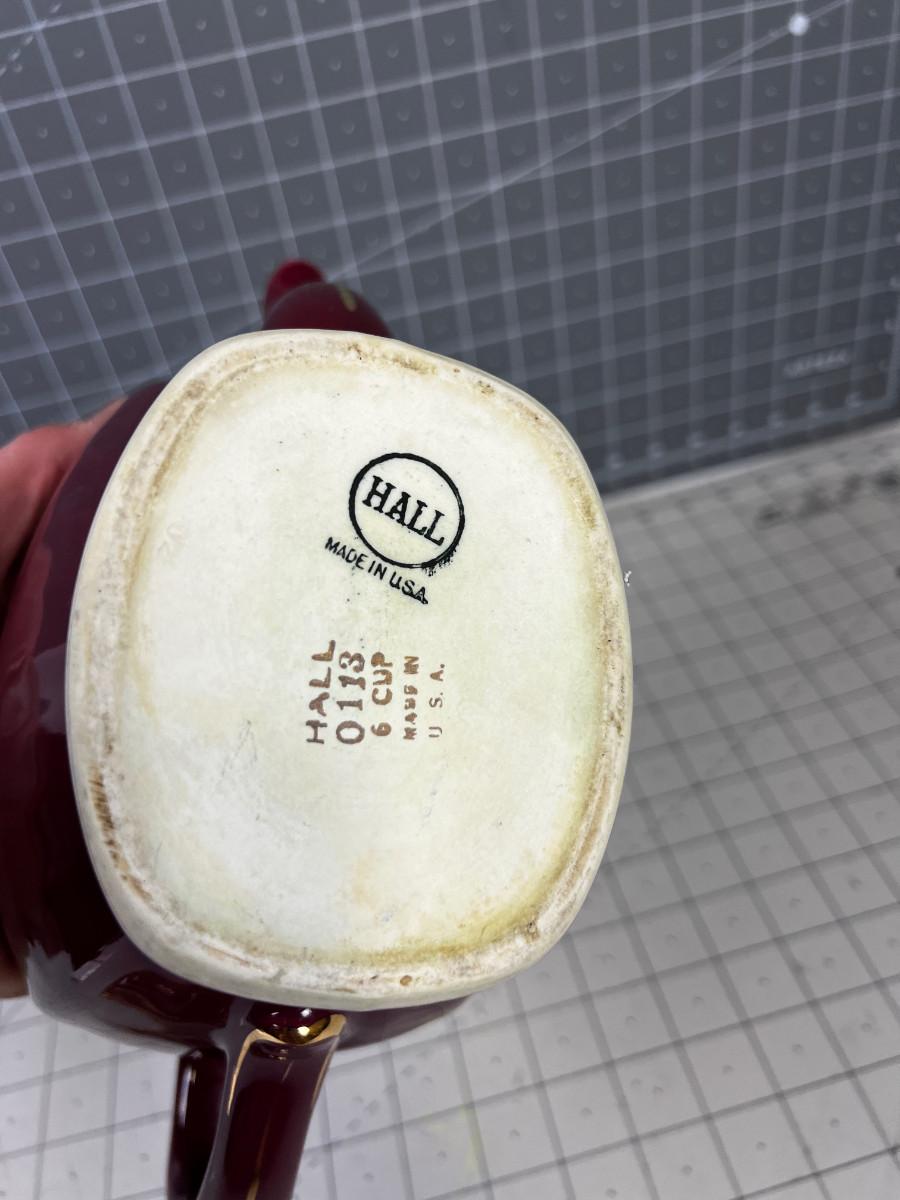 HALL
MADE IN U.S.A.
HALL
0113
6 CUP
MADE IN
U. S. A.